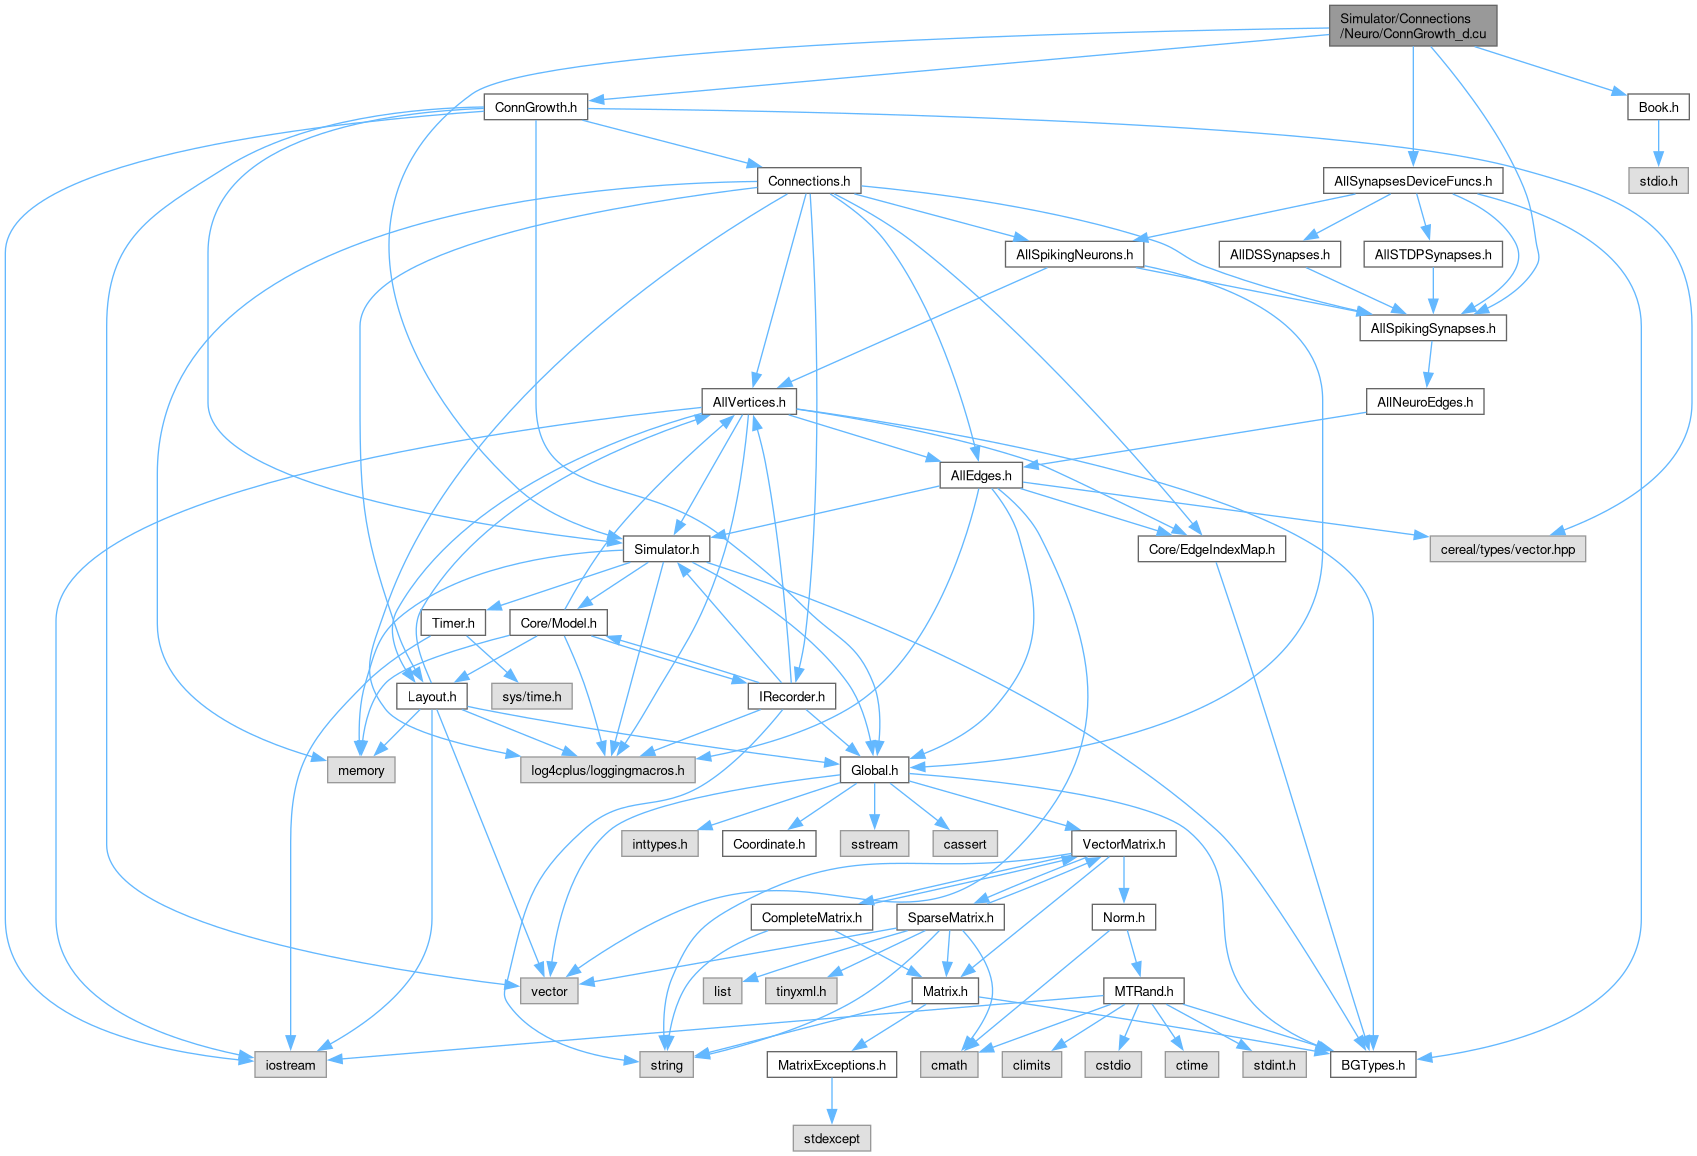 Simulator/Connections
/Neuro/ConnGrowth_d.cu
ConnGrowth.h
Book.h
Connections.h
AllSynapsesDeviceFuncs.h
stdio.h
AllSpikingNeurons.h
AllDSSynapses.h
AllSTDPSynapses.h
AllSpikingSynapses.h
AllVertices.h
AllNeuroEdges.h
AllEdges.h
Simulator.h
Core/EdgeIndexMap.h
cereal/types/vector.hpp
Timer.h
Core/Model.h
Layout.h
sys/time.h
IRecorder.h
memory
log4cplus/loggingmacros.h
Global.h
inttypes.h
Coordinate.h
sstream
cassert
VectorMatrix.h
CompleteMatrix.h
SparseMatrix.h
Norm.h
vector
list
tinyxml.h
Matrix.h
MTRand.h
iostream
string
MatrixExceptions.h
cmath
climits
cstdio
ctime
stdint.h
BGTypes.h
stdexcept